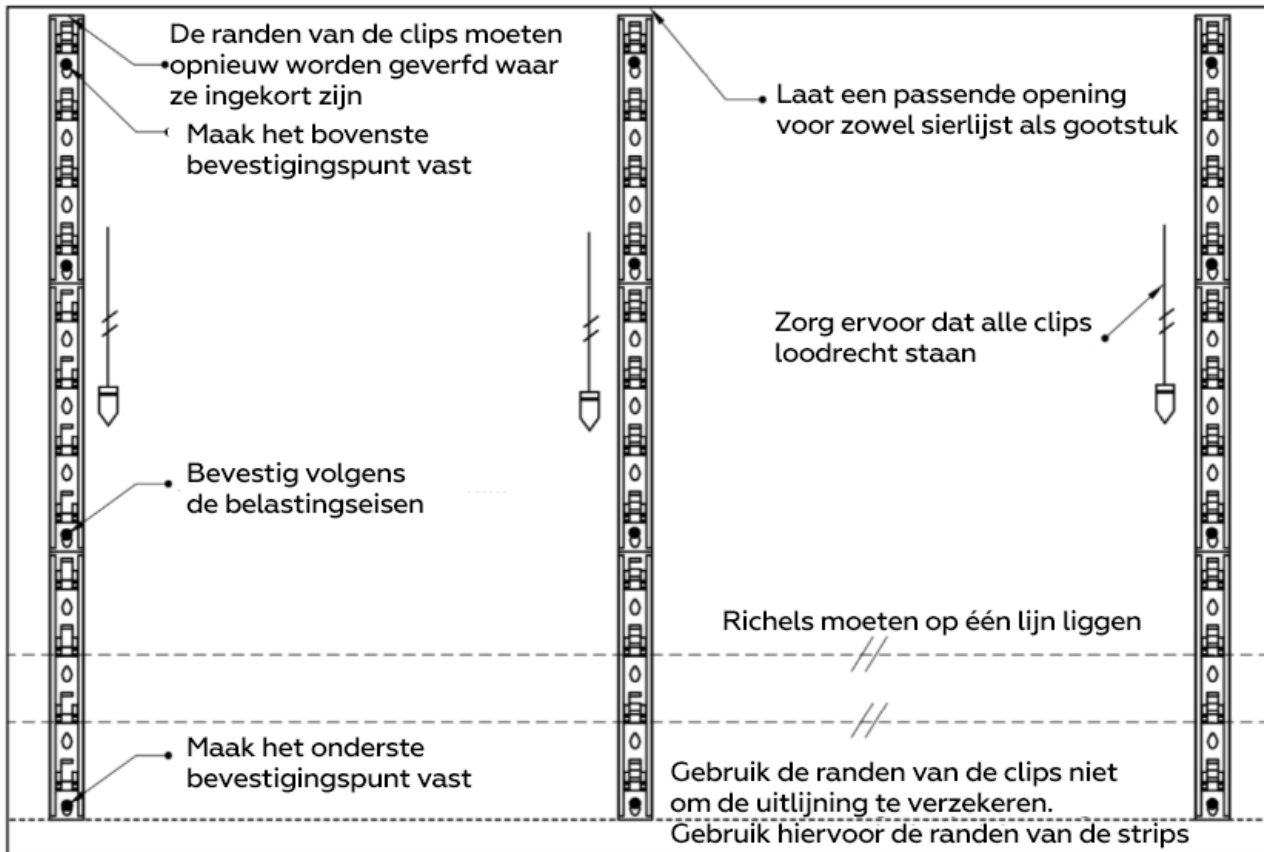 De randen van de clips moeten
opnieuw worden geverfd waar
ze ingekort zijn
Maak het bovenste
bevestigingspunt vast
Laat een passende opening
voor zowel sierlijst als gootstuk
Zorg ervoor dat alle clips
loodrecht staan
Bevestig volgens
de belastingseisen
Richels moeten op één lijn liggen
Maak het onderste
bevestigingspunt vast
Gebruik de randen van de clips niet
om de uitlijning te verzekeren.
Gebruik hiervoor de randen van de strips